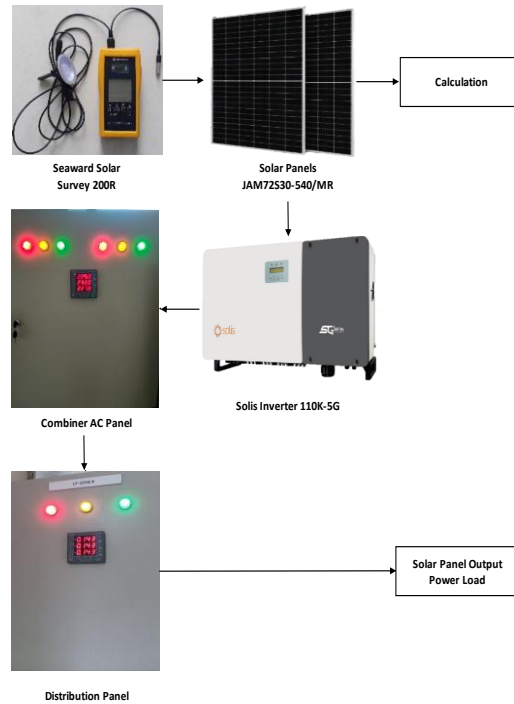 Calculation
Seaward Solar
Survey 200R
Solar Panels
JAM72S30-540/MR
solis
5G
Solis Inverter 110K-5G
Combiner AC Panel
Solar Panel Output
Power Load
Distribution Panel